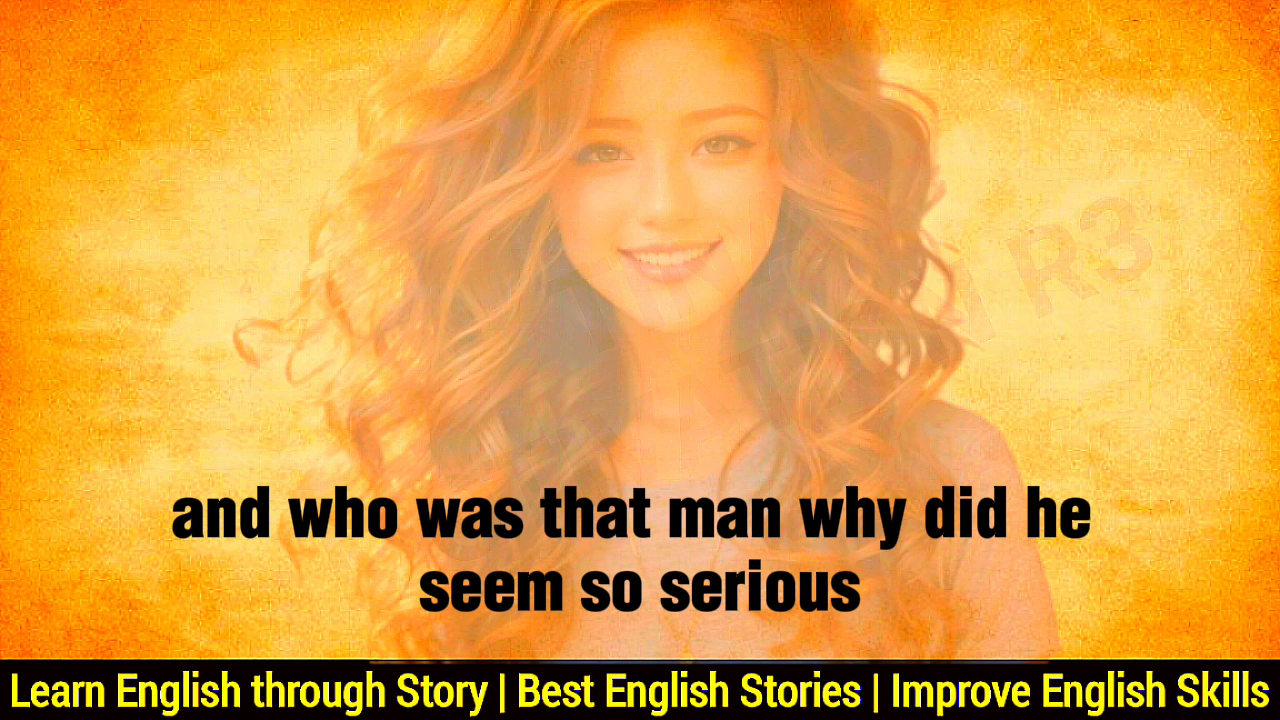 and who was that man why did he
seem so serious
Learn English through Story | Best English Stories | Improve English Skills